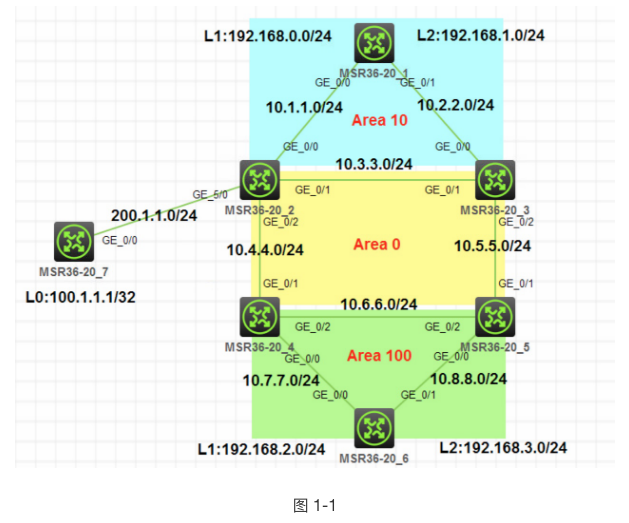 L1:192.168.0.0/24
L2:192.168.1.0/24
MSR36-20_1
GE_0/0
GE_0/1
10.1.1.0/24
10.2.2.0/24
Area 10
GE_0/0
GE_0/0
10.3.3.0/24
GE_5/0
GE_0/1
GE_0/1
MSR36-20_2
MSR36-20_3
200.1.1.0/24
GE_0/2
GE_0/2
GE_0/0
10.4.4.0/24
Area 0
10.5.5.0/24
MSR36-20_7
GE_0/1
GE_0/1
L0:100.1.1.1/32
10.6.6.0/24
GE_0/2
GE_0/2
MSR36-20_4
MSR36-20_5
GE_0/0
Area 100
GE_0/0
10.7.7.0/24
10.8.8.0/24
GE_0/0
GE_0/1
L1:192.168.2.0/24
L2:192.168.3.0/24
MSR36-20_6
图 1-1